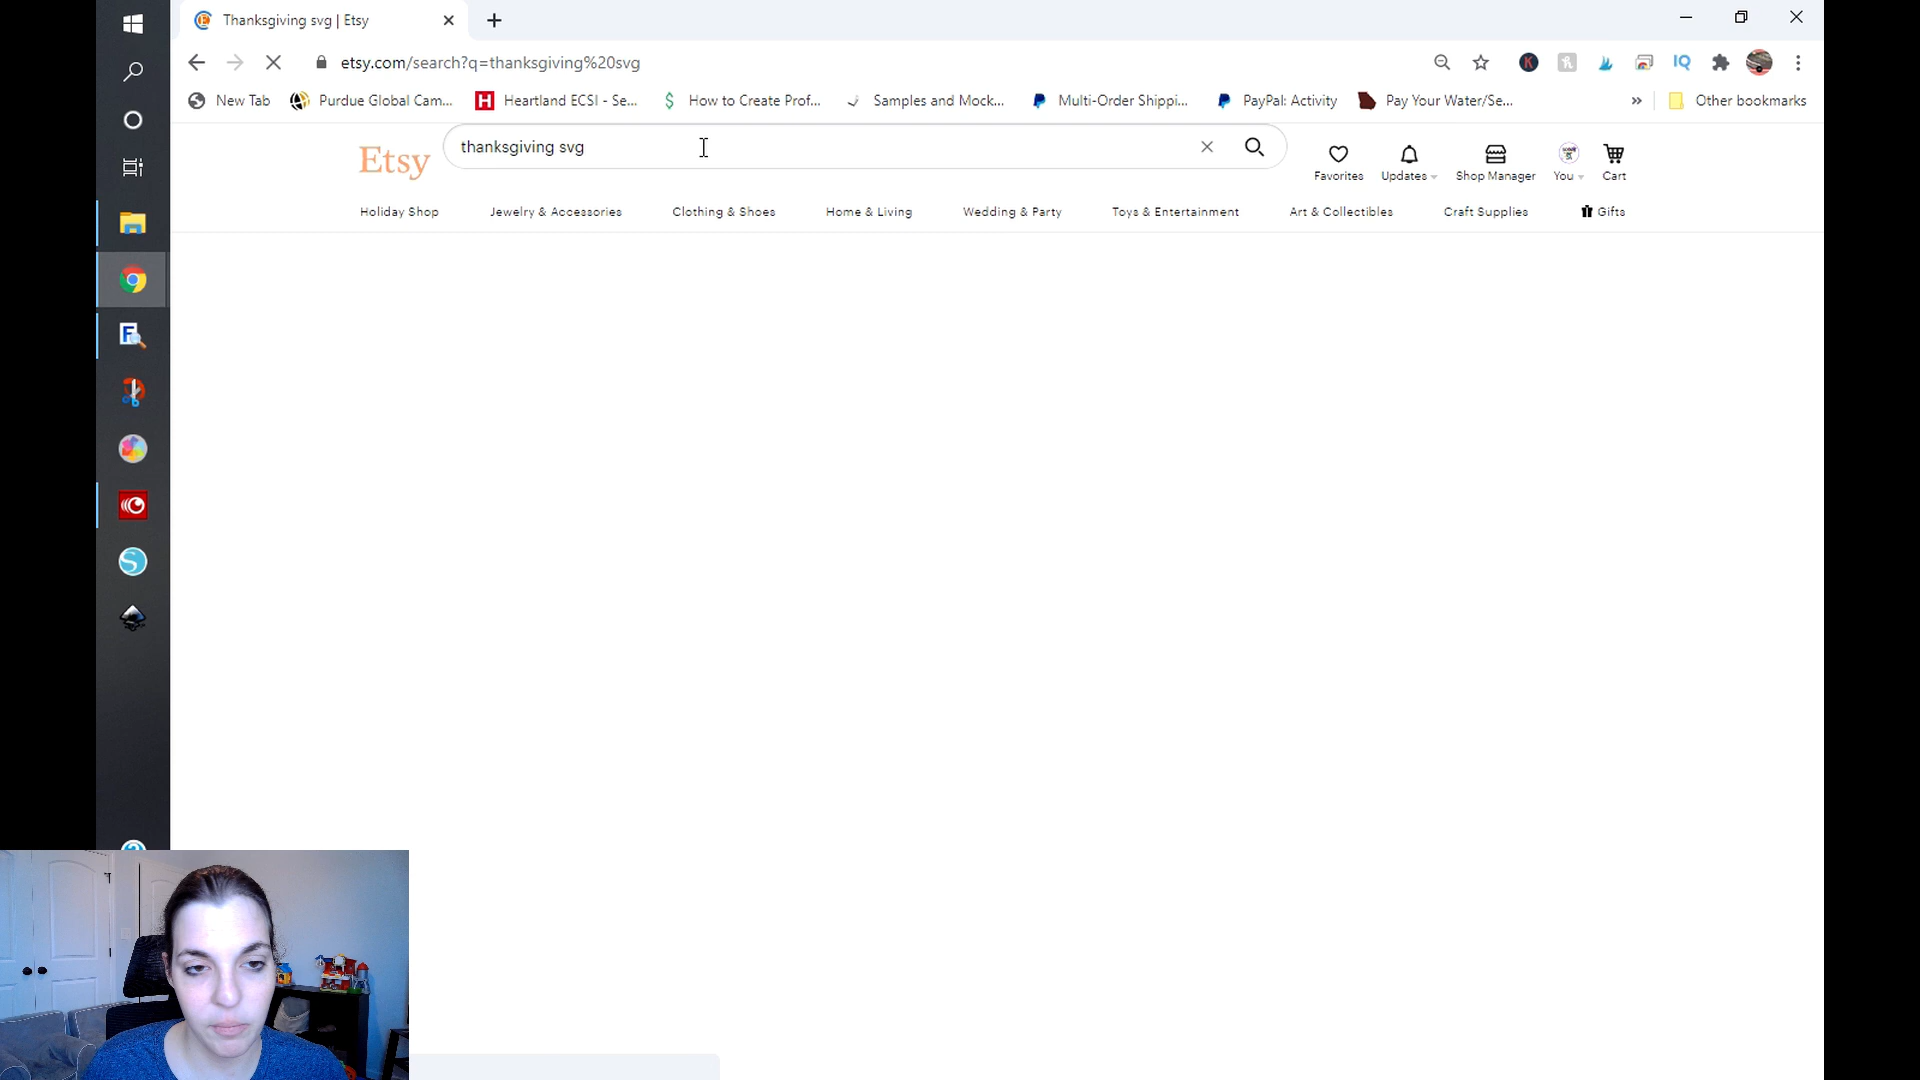 Thanksgiving svg | Etsy
etsy.com/search?q=thanksgiving%20svg
New Tab Purdue Global Cam... Heartland ECSI - Se... How to Create Prof... Samples and Mock... Multi-Order Shippi... PayPal: Activity Pay Your Water/Se... » Other bookmarks
Etsy thanksgiving svg
Favorites Updates Shop Manager You Cart
Holiday Shop Jewelry & Accessories Clothing & Shoes Home & Living Wedding & Party Toys & Entertainment Art & Collectibles Craft Supplies Gifts